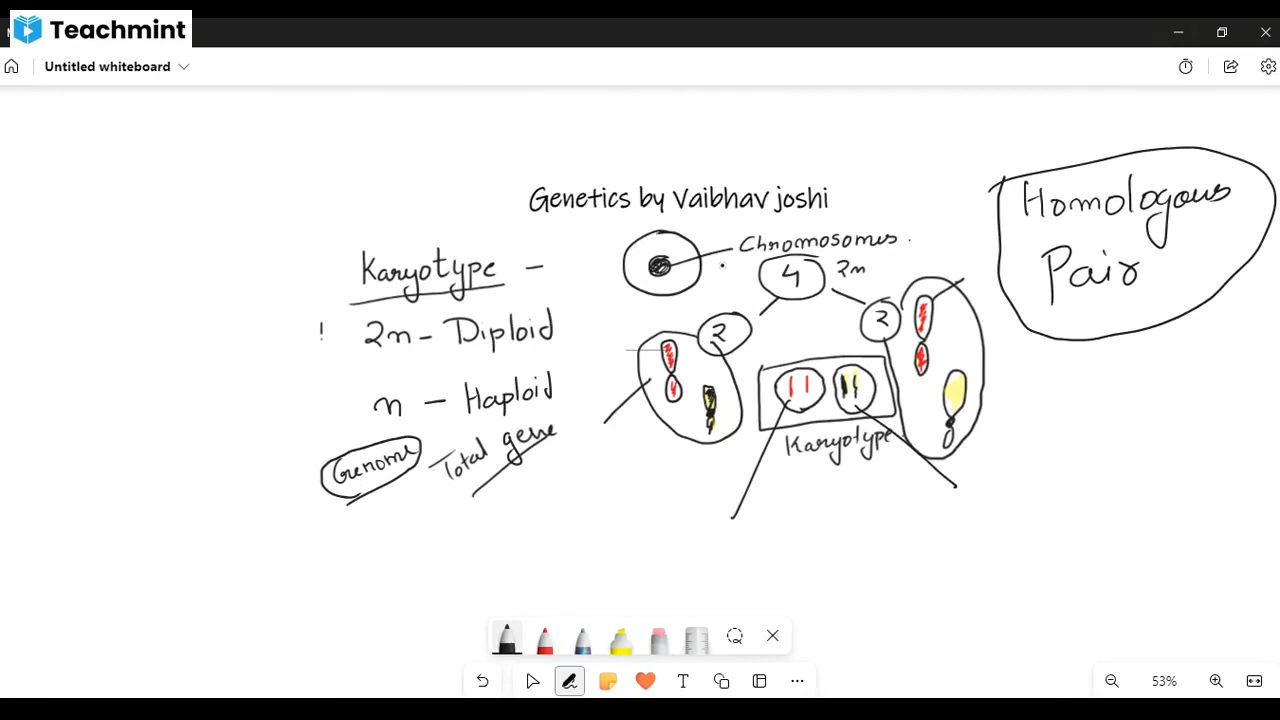 Teachmint
Untitled whiteboard
Genetics by Vaibhav joshi
Homologous
Pair
Chromosomes.
Karyotype -
4
2n
2n - Diploid
2
2
n - Haploid
Genome
Total gene
Karyotype
53%